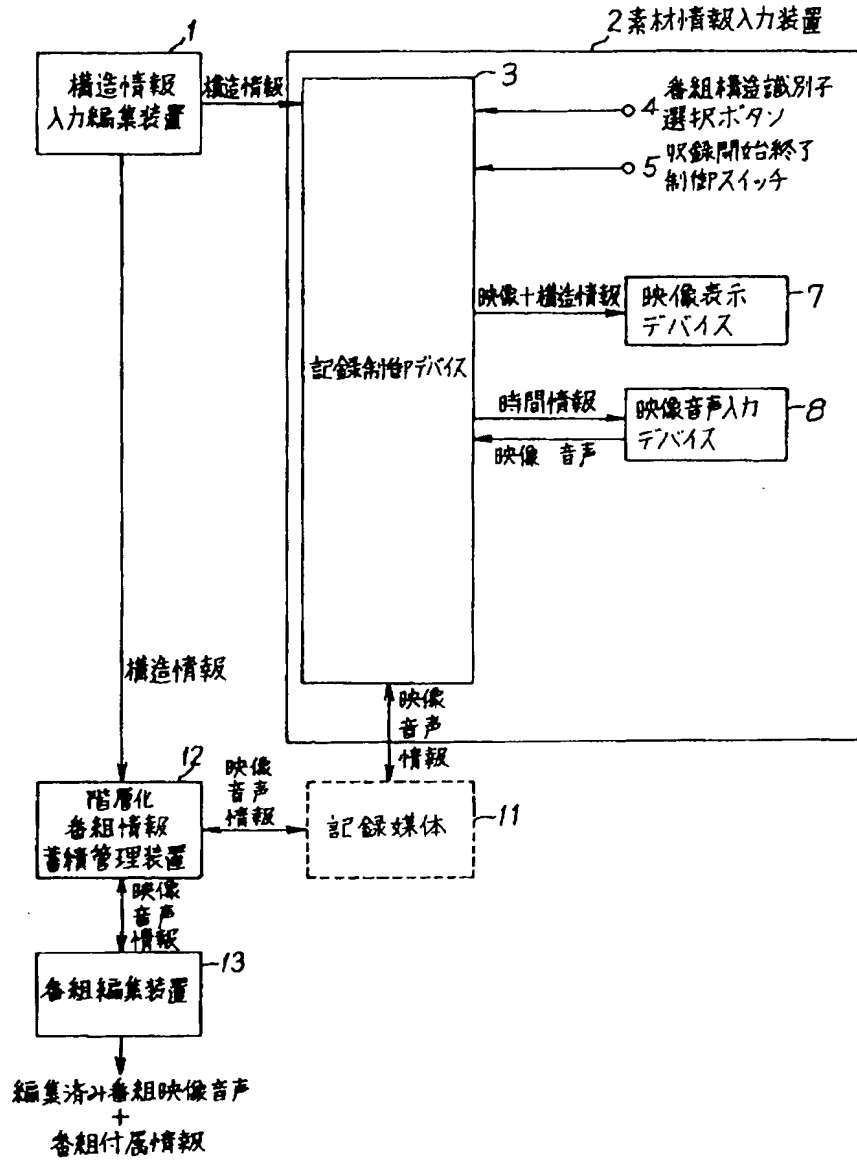 1
構造情報
入力編集装置
構造情報
2素材情報入力装置
3
4
番組構造識別子
選択ボタン
5
収録開始終了
制御スイッチ
映像+構造情報
映像表示
デバイス
7
記録制御デバイス
時間情報
映像音声入力
デバイス
8
映像 音声
構造情報
映像
音声
情報
12
階層化
番組情報
蓄積管理装置
映像
音声
情報
記録媒体
11
映像
音声
情報
13
番組編集装置
編集済み番組映像音声
+
番組付属情報